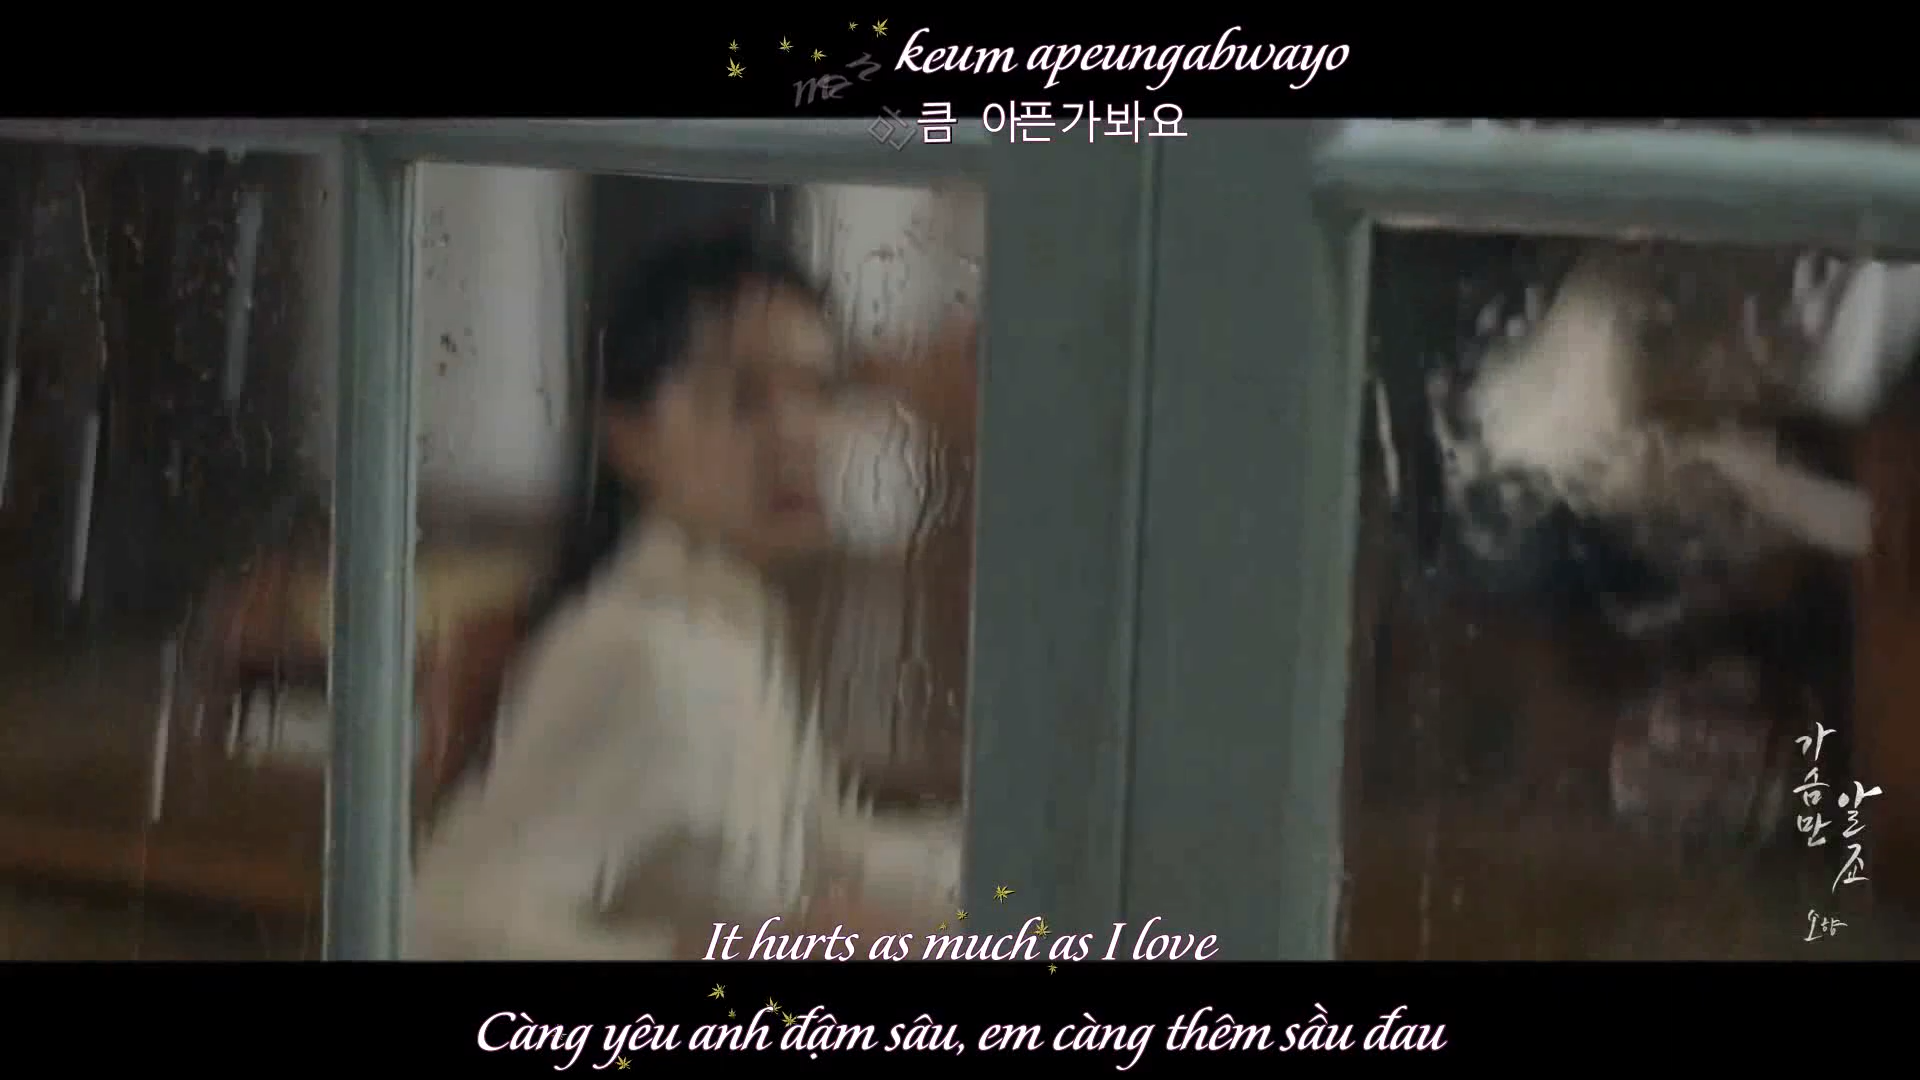 keum apeungabwayo
큼 아픈가봐요
가슴만
알죠
오향
It hurts as much as I love
Càng yêu anh đậm sâu, em càng thêm sầu đau